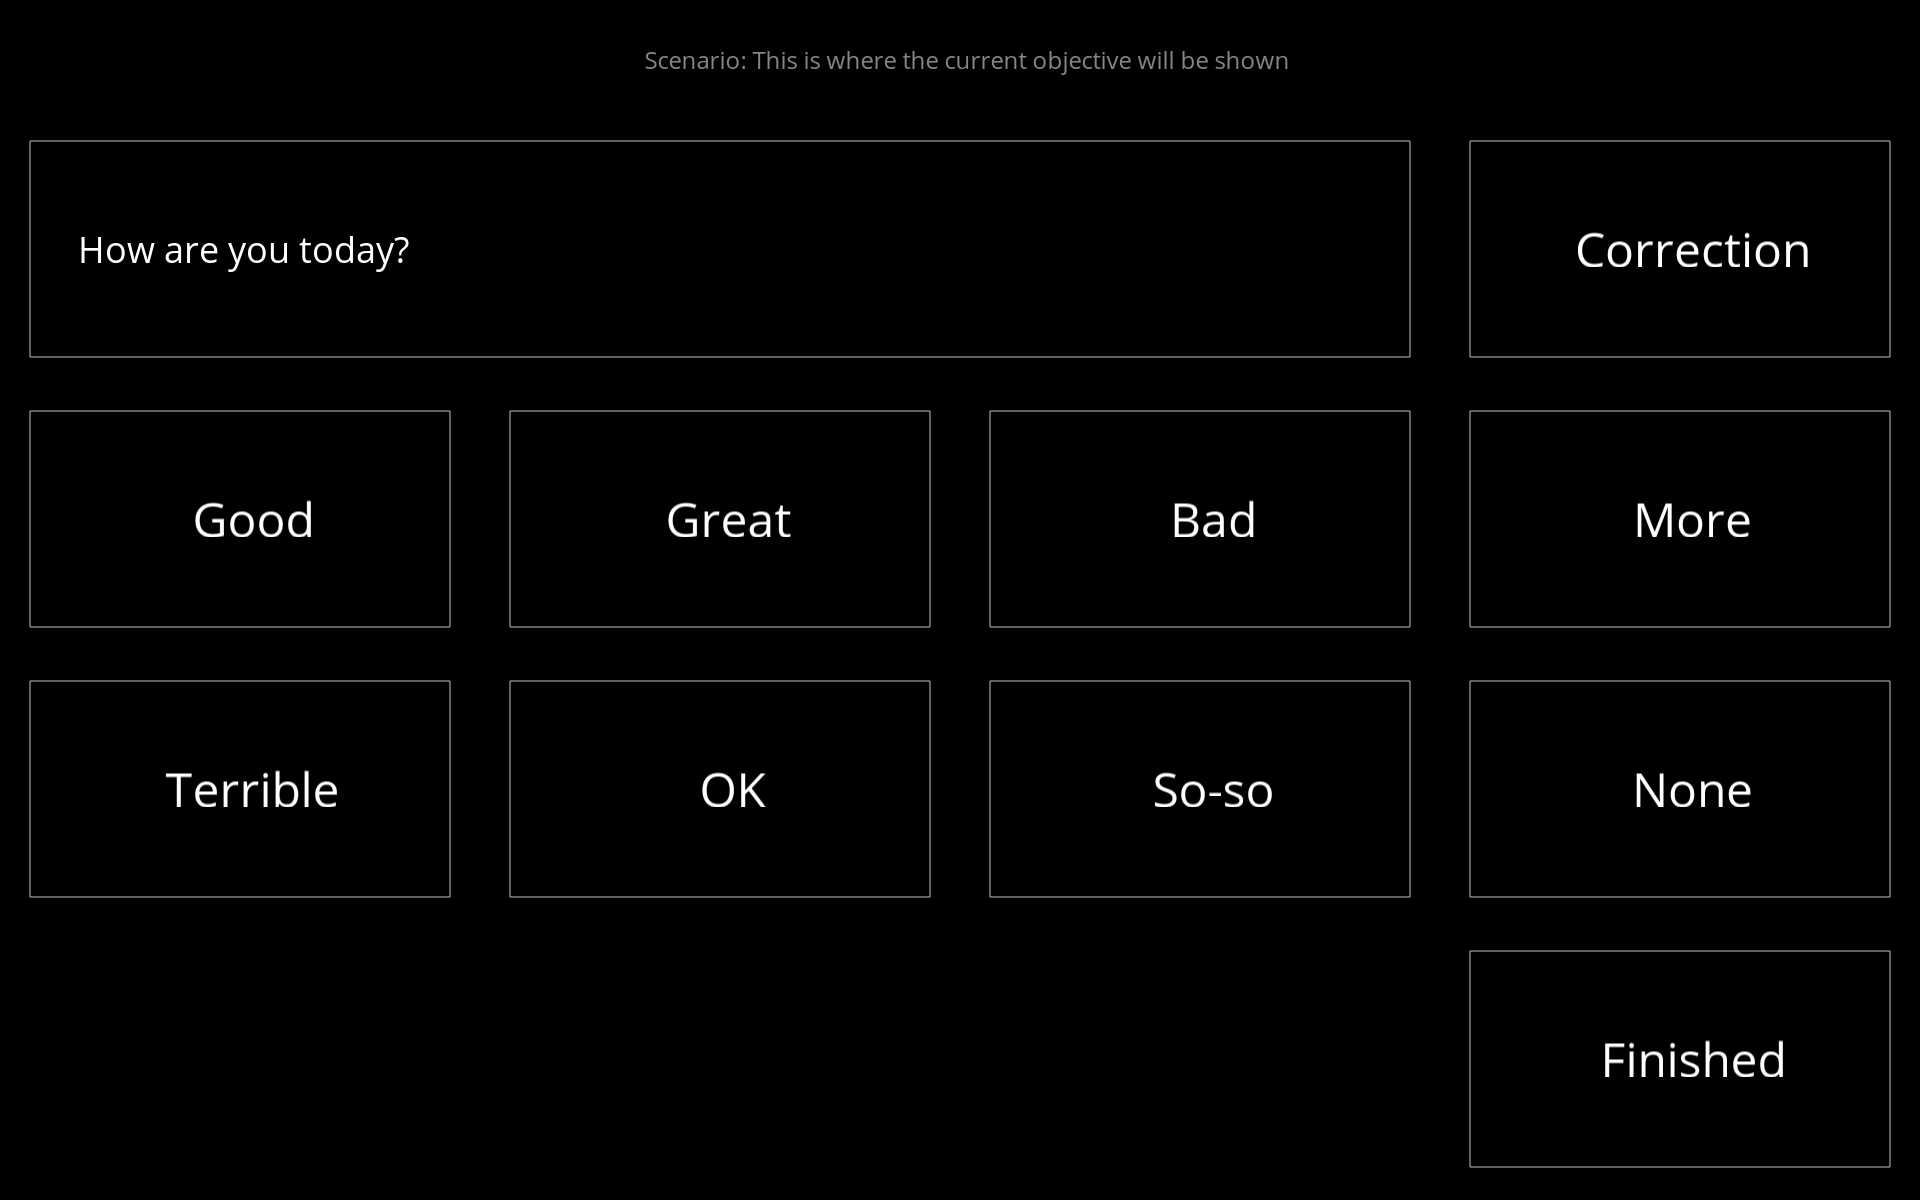 Scenario: This is where the current objective will be shown
How are you today?
Correction
Good
Great
Bad
More
Terrible
OK
So-so
None
Finished